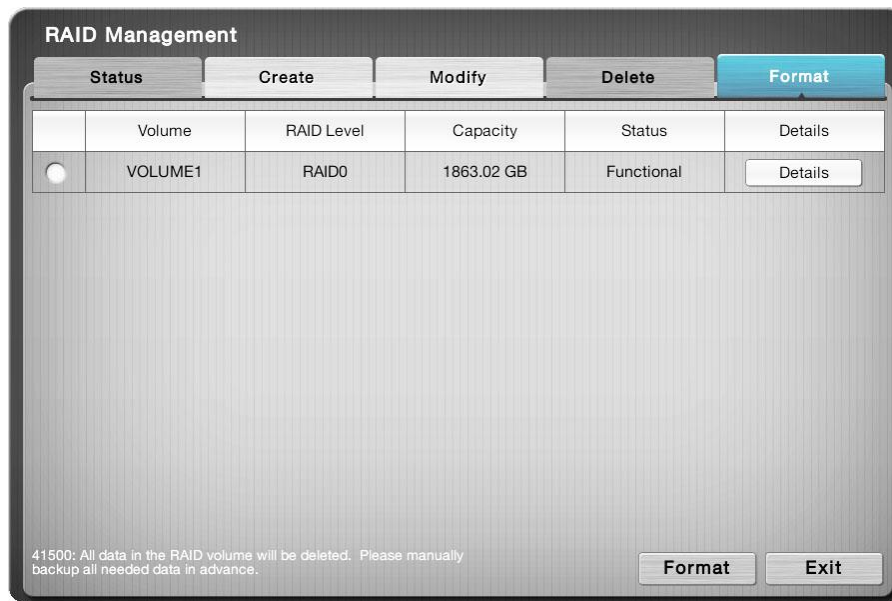 RAID Management
Status Create Modify Delete Format
Volume RAID Level Capacity Status Details
VOLUME1 RAID0 1863.02 GB Functional Details
41500: All data in the RAID volume will be deleted. Please manually
backup all needed data in advance.
Format Exit